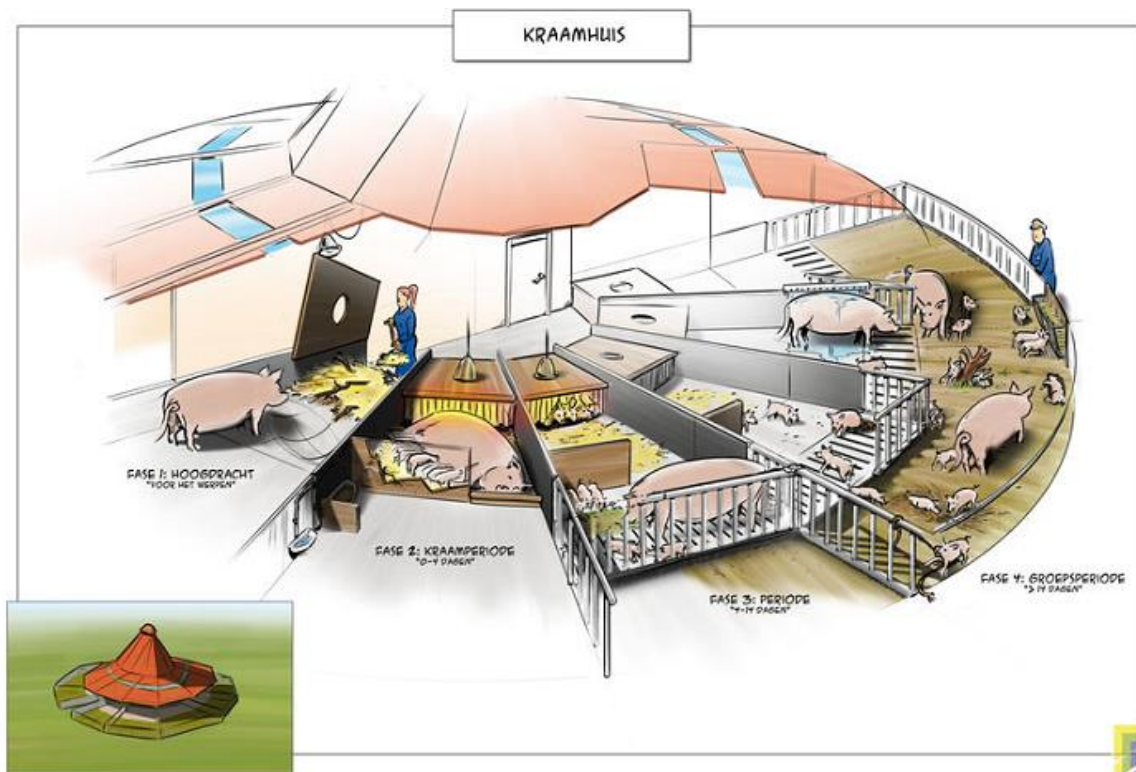 KRAAMHUIS
FASE 1: HOOGDRACHT
"VOOR HET WERPEN"
FASE 2: KRAAMPERIODE
"0-4 DAGEN"
FASE 3: PERIODE
"4-14 DAGEN"
FASE 4: GROEPSPERIODE
"≥ 14 DAGEN"